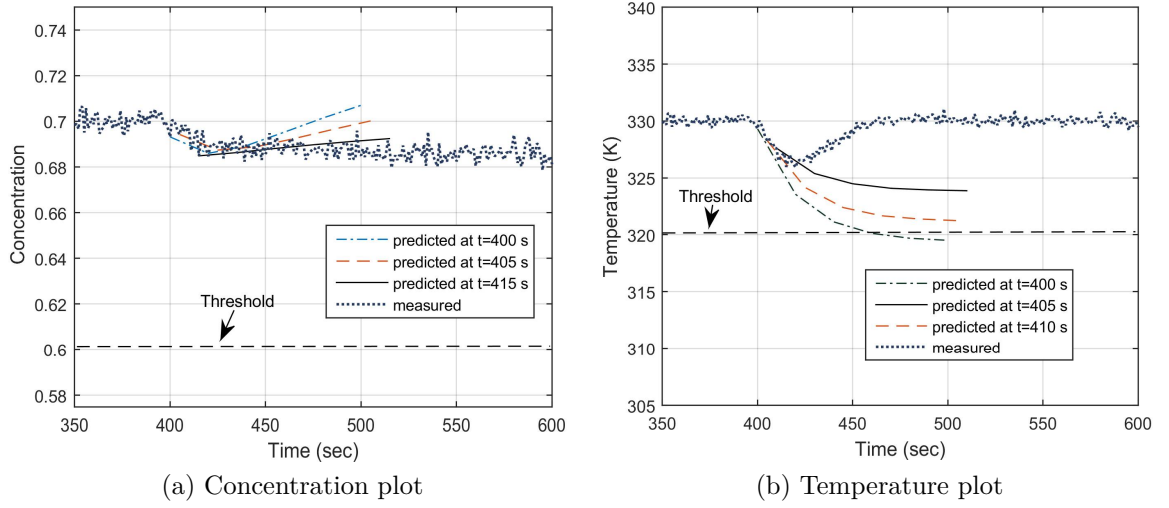 0.74
0.72
0.7
0.68
0.66
0.64
0.62
0.6
0.58
Concentration
predicted at t=400 s
predicted at t=405 s
predicted at t=415 s
measured
Threshold
350 400 450 500 550 600
Time (sec)
(a) Concentration plot
340
335
330
325
320
315
310
305
Temperature (K)
Threshold
predicted at t=400 s
predicted at t=405 s
predicted at t=410 s
measured
350 400 450 500 550 600
Time (sec)
(b) Temperature plot